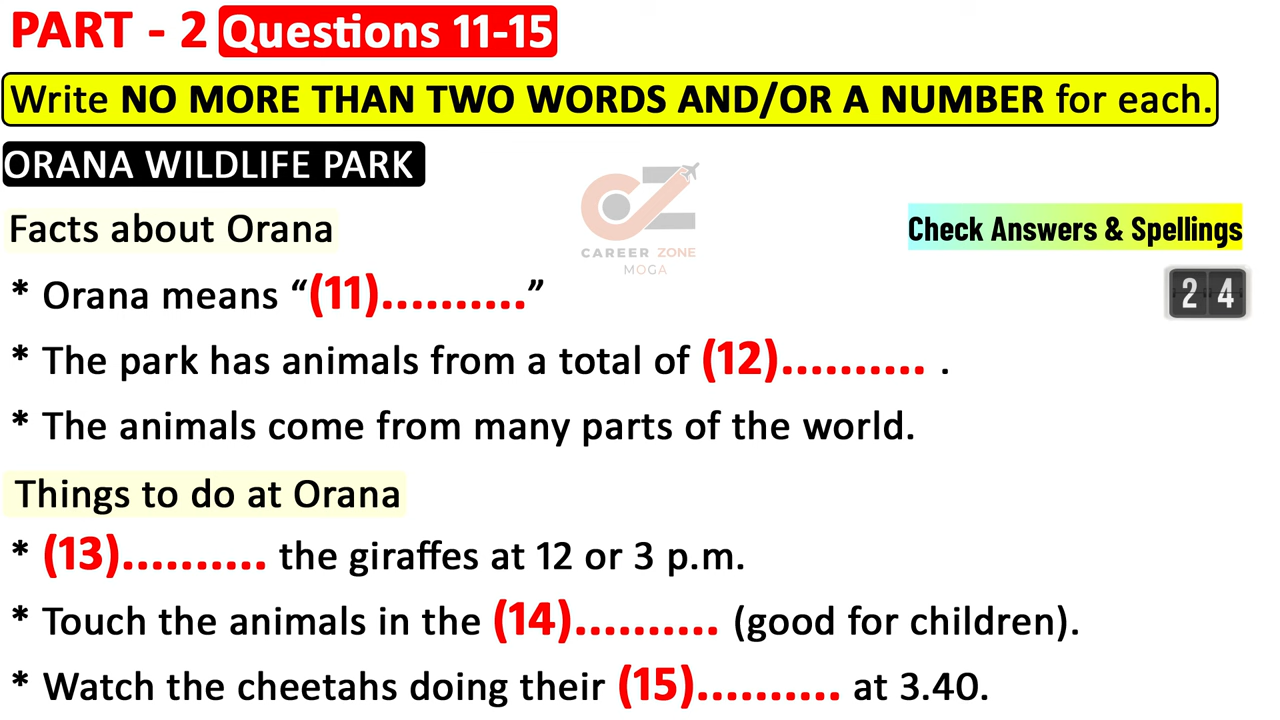 PART - 2 Questions 11-15
Write NO MORE THAN TWO WORDS AND/OR A NUMBER for each.
ORANA WILDLIFE PARK
CAREER ZONE
MOGA
Facts about Orana
Check Answers & Spellings
* Orana means “(11)..........”
24
* The park has animals from a total of (12).......... .
* The animals come from many parts of the world.
Things to do at Orana
* (13).......... the giraffes at 12 or 3 p.m.
* Touch the animals in the (14).......... (good for children).
* Watch the cheetahs doing their (15).......... at 3.40.